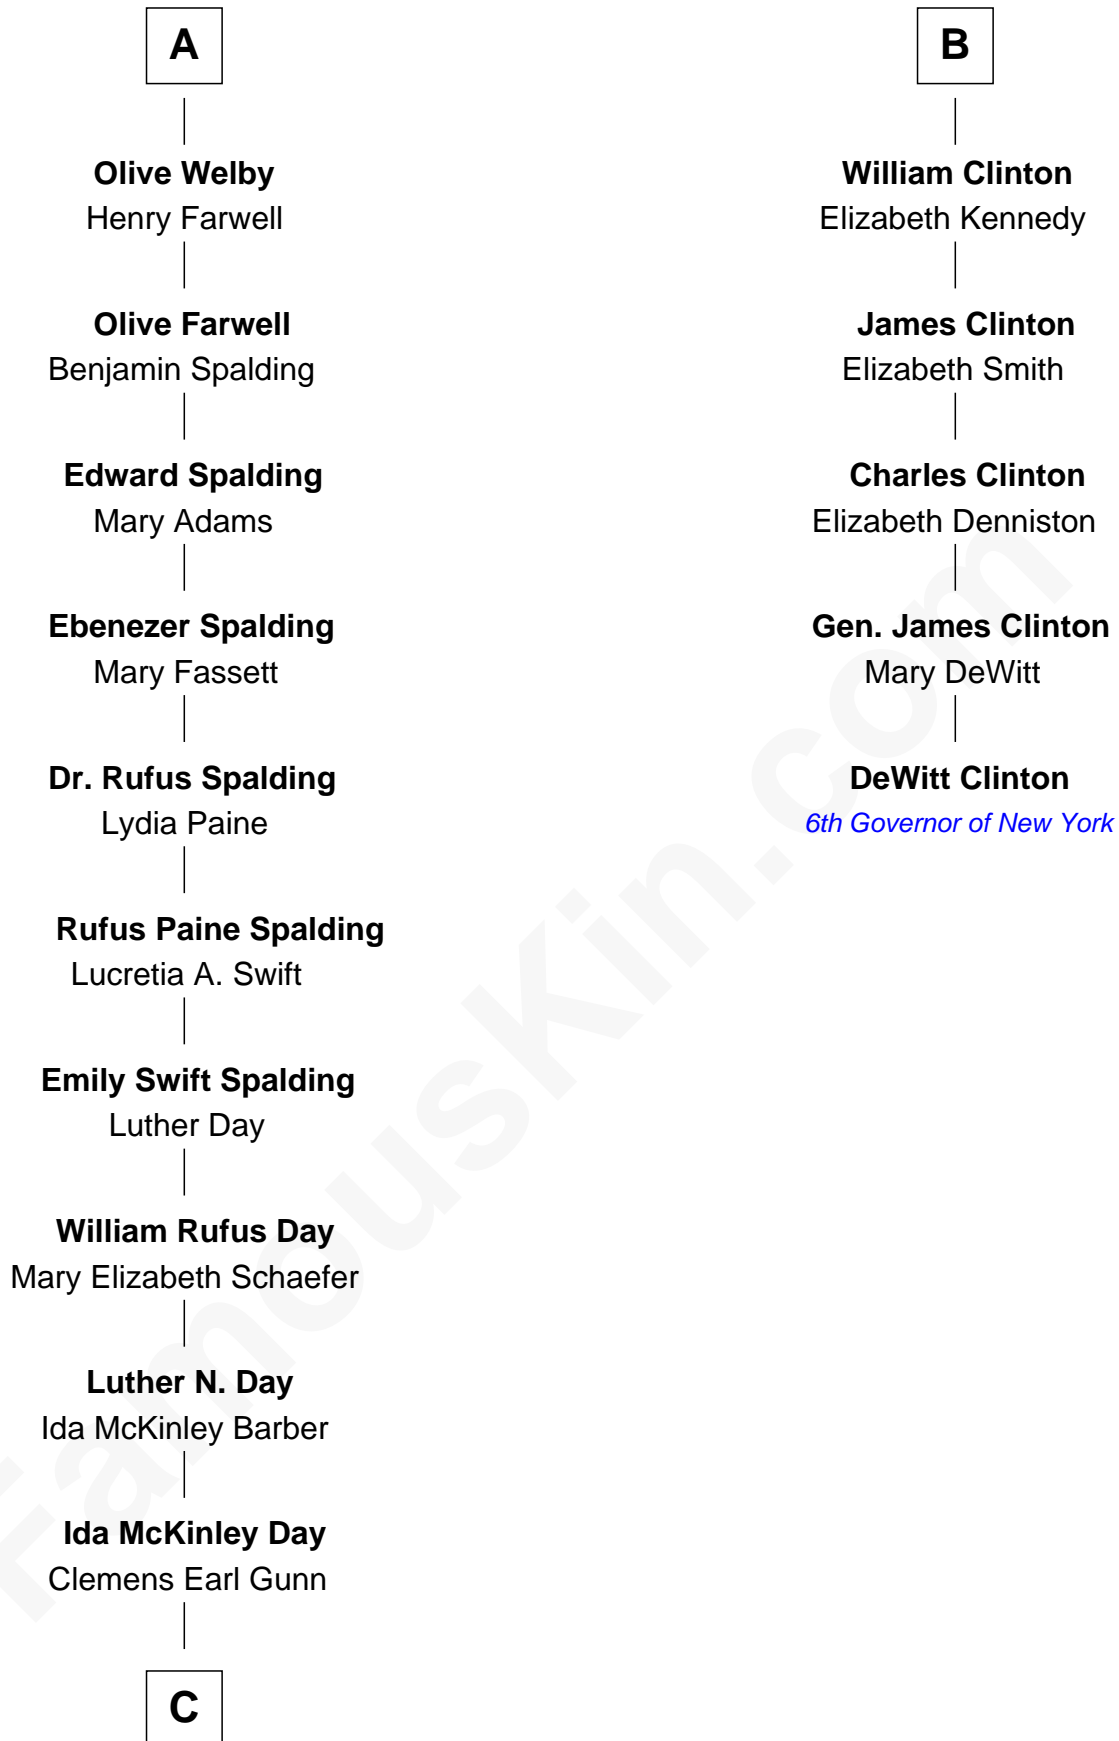 A
Olive Welby
Henry Farwell
Olive Farwell
Benjamin Spalding
Edward Spalding
Mary Adams
Ebenezer Spalding
Mary Fassett
Dr. Rufus Spalding
Lydia Paine
Rufus Paine Spalding
Lucretia A. Swift
Emily Swift Spalding
Luther Day
William Rufus Day
Mary Elizabeth Schaefer
Luther N. Day
Ida McKinley Barber
Ida McKinley Day
Clemens Earl Gunn
C
B
William Clinton
Elizabeth Kennedy
James Clinton
Elizabeth Smith
Charles Clinton
Elizabeth Denniston
Gen. James Clinton
Mary DeWitt
DeWitt Clinton
6th Governor of New York
FamousKin.com